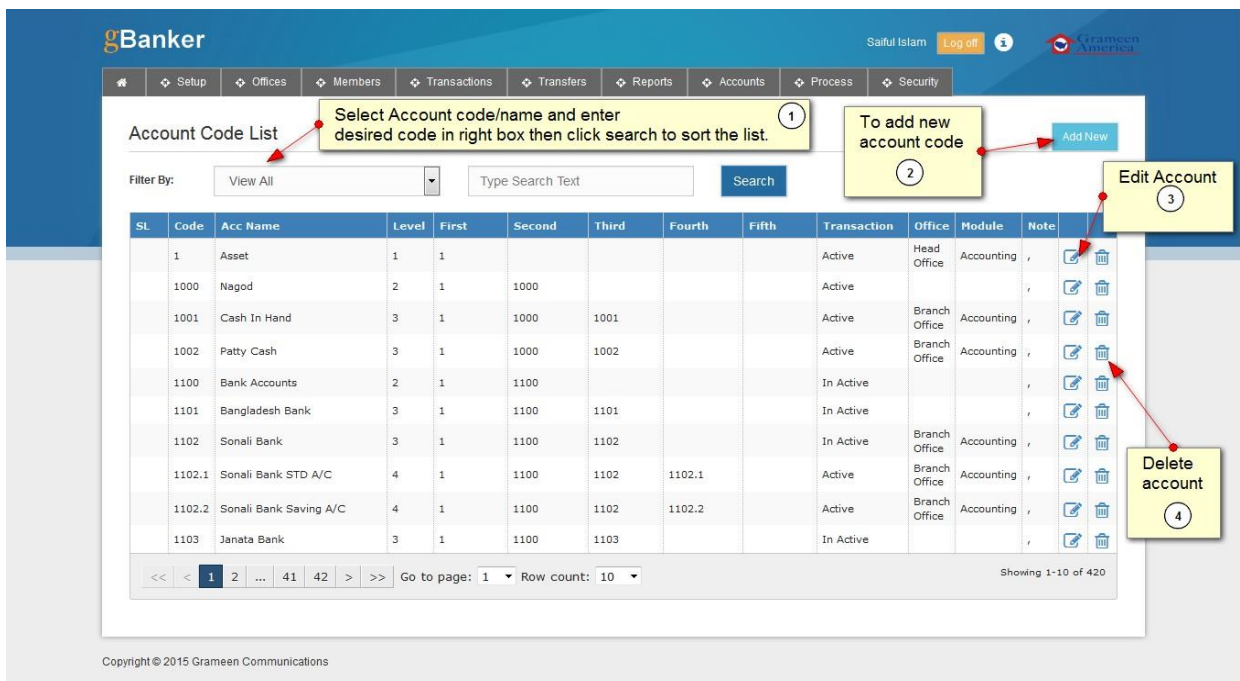 gBanker
Saiful Islam Log off i Grameen America
Setup Offices Members Transactions Transfers Reports Accounts Process Security
Select Account code/name and enter
desired code in right box then click search to sort the list.
1
To add new
account code
2
Account Code List
Add New
Filter By: View All Type Search Text Search
Edit Account
3
SL Code Acc Name Level First Second Third Fourth Fifth Transaction Office Module Note
1 Asset 1 1 Active Head Office Accounting ,
1000 Nagod 2 1 1000 Active ,
1001 Cash In Hand 3 1 1000 1001 Active Branch Office Accounting ,
1002 Patty Cash 3 1 1000 1002 Active Branch Office Accounting ,
1100 Bank Accounts 2 1 1100 In Active ,
1101 Bangladesh Bank 3 1 1100 1101 In Active ,
1102 Sonali Bank 3 1 1100 1102 In Active Branch Office Accounting ,
1102.1 Sonali Bank STD A/C 4 1 1100 1102 1102.1 Active Branch Office Accounting ,
1102.2 Sonali Bank Saving A/C 4 1 1100 1102 1102.2 Active Branch Office Accounting ,
1103 Janata Bank 3 1 1100 1103 In Active ,
Delete
account
4
<< < 1 2 ... 41 42 > >> Go to page: 1 Row count: 10 Showing 1-10 of 420
Copyright © 2015 Grameen Communications